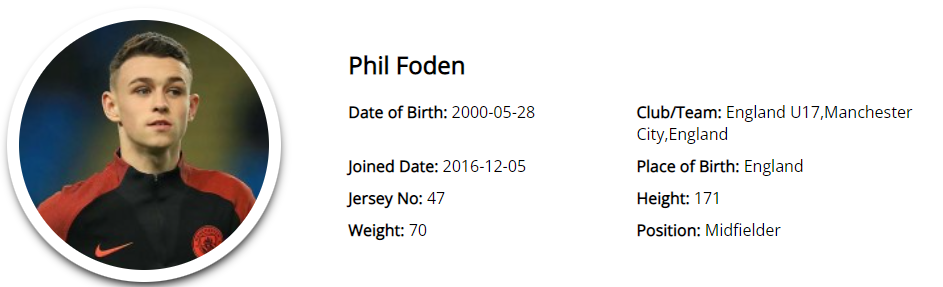 Phil Foden
Date of Birth: 2000-05-28
Club/Team: England U17,Manchester
City,England
Joined Date: 2016-12-05
Place of Birth: England
Jersey No: 47
Height: 171
Weight: 70
Position: Midfielder